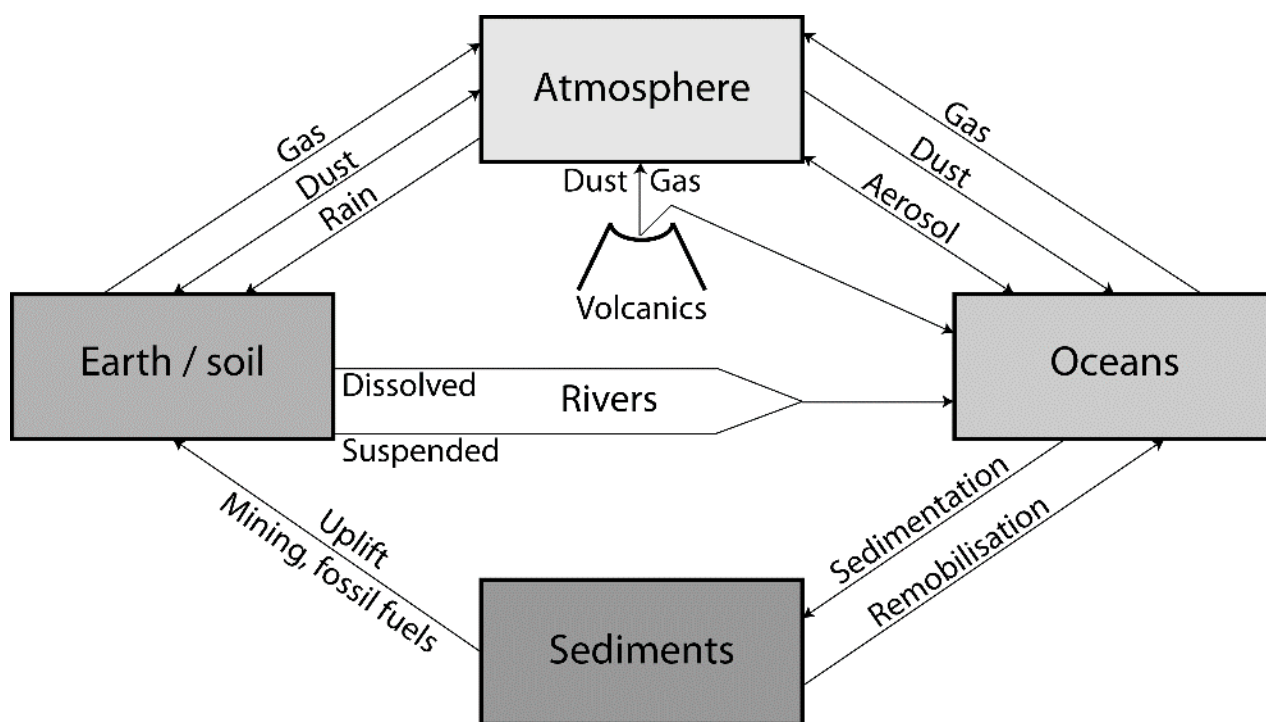 Atmosphere
Gas
Dust
Rain
Gas
Dust
Aerosol
Dust Gas
Volcanics
Earth / soil
Oceans
Dissolved
Rivers
Suspended
Uplift
Mining, fossil fuels
Sedimentation
Remobilisation
Sediments